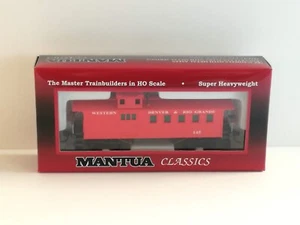 The Master Trainbuilders in HO Scale • Super Heavyweight
WESTERN DENVER & RIO GRANDE
MANTUA CLASSICS